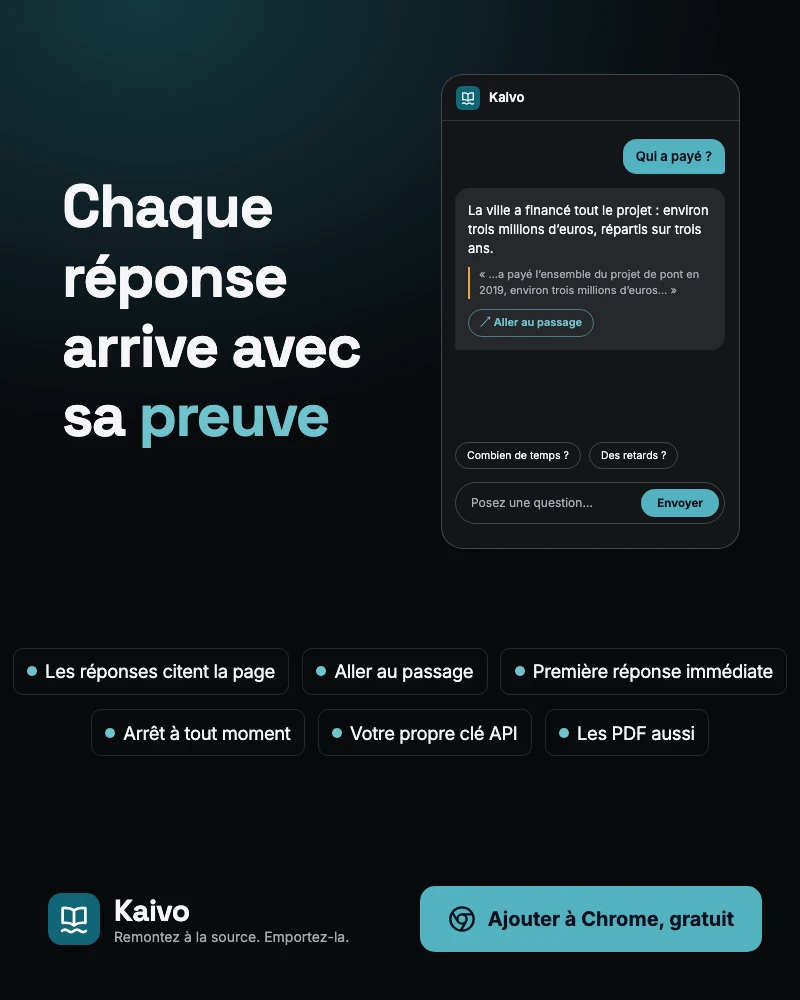 Chaque
réponse
arrive avec
sa preuve
Kaivo
Qui a payé ?
La ville a financé tout le projet : environ
trois millions d’euros, répartis sur trois
ans.
« …a payé l’ensemble du projet de pont en
2019, environ trois millions d’euros… »
↗ Aller au passage
Combien de temps ?
Des retards ?
Posez une question…
Envoyer
Les réponses citent la page
Aller au passage
Première réponse immédiate
Arrêt à tout moment
Votre propre clé API
Les PDF aussi
Kaivo
Remontez à la source. Emportez-la.
Ajouter à Chrome, gratuit